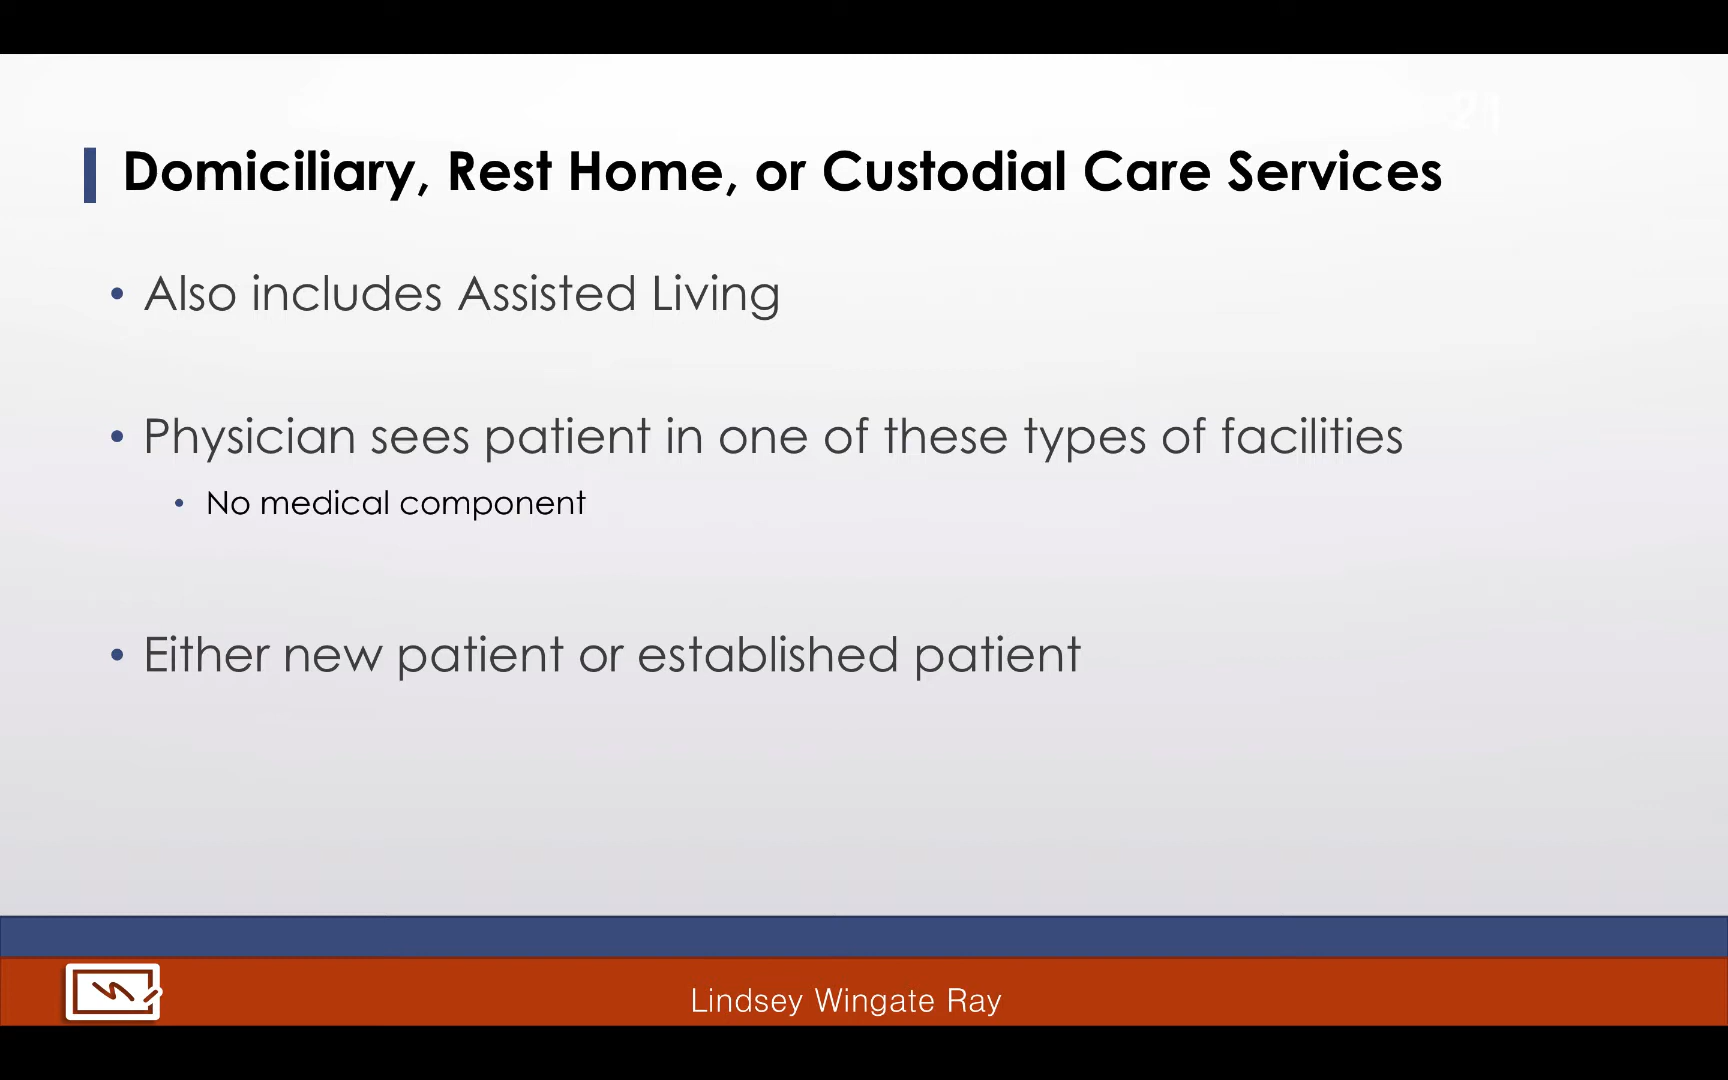 21
Domiciliary, Rest Home, or Custodial Care Services
• Also includes Assisted Living
• Physician sees patient in one of these types of facilities
• No medical component
• Either new patient or established patient
Lindsey Wingate Ray